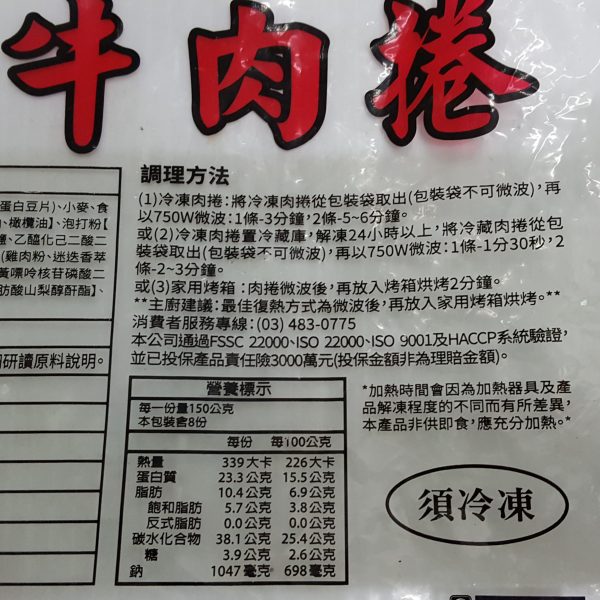 牛肉捲
調理方法
(1)冷凍肉捲:將冷凍肉捲從包裝袋取出(包裝袋不可微波),再
以750W微波:1條-3分鐘,2條-5~6分鐘。
或(2)冷凍肉捲置冷藏庫,解凍24小時以上,將冷藏肉捲從包
裝袋取出(包裝袋不可微波),再以750W微波:1條-1分30秒,2
條-2~3分鐘。
或(3)家用烤箱:肉捲微波後,再放入烤箱烘烤2分鐘。
**主廚建議:最佳復熱方式為微波後,再放入家用烤箱烘烤。**
消費者服務專線:(03) 483-0775
本公司通過FSSC 22000、ISO 22000、ISO 9001及HACCP系統驗證,
並已投保產品責任險3000萬元(投保金額非為理賠金額)。
蛋白豆片)、小麥、食
、橄欖油】、泡打粉【
、乙醯化己二酸二
(雞肉粉、迷迭香萃
黃嘌呤核苷磷酸二
脂肪酸山梨醇酐酯】、
研讀原料說明。
營養標示
每一份量150公克
本包裝含8份
每份 每100公克
熱量 339大卡 226大卡
蛋白質 23.3公克 15.5公克
脂肪 10.4公克 6.9公克
飽和脂肪 5.7公克 3.8公克
反式脂肪 0.0公克 0.0公克
碳水化合物 38.1公克 25.4公克
糖 3.9公克 2.6公克
鈉 1047毫克 698毫克
*加熱時間會因為加熱器具及產
品解凍程度的不同而有所差異,
本產品非供即食,應充分加熱。*
須冷凍